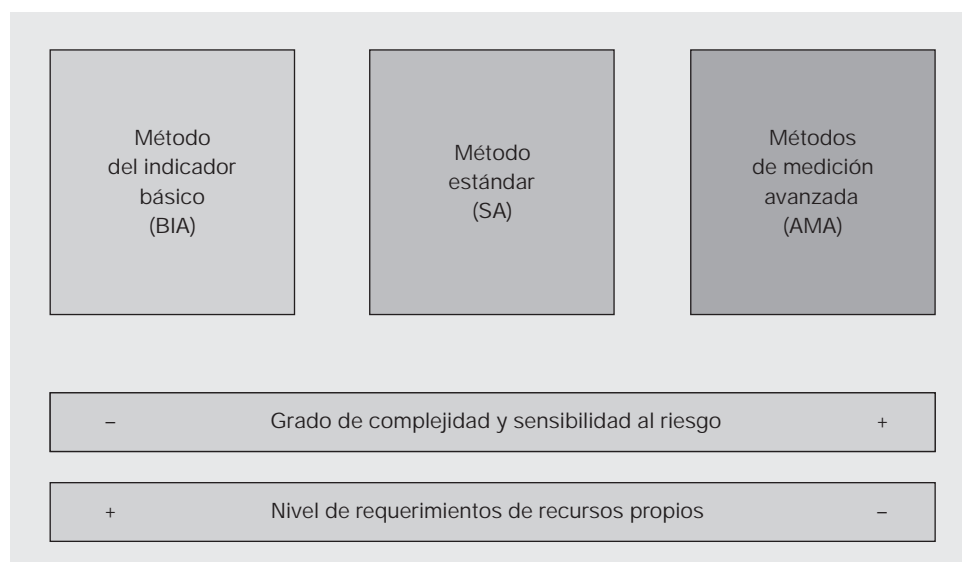 Método
del indicador
básico
(BIA)
Método
estándar
(SA)
Métodos
de medición
avanzada
(AMA)
– Grado de complejidad y sensibilidad al riesgo +
+ Nivel de requerimientos de recursos propios –